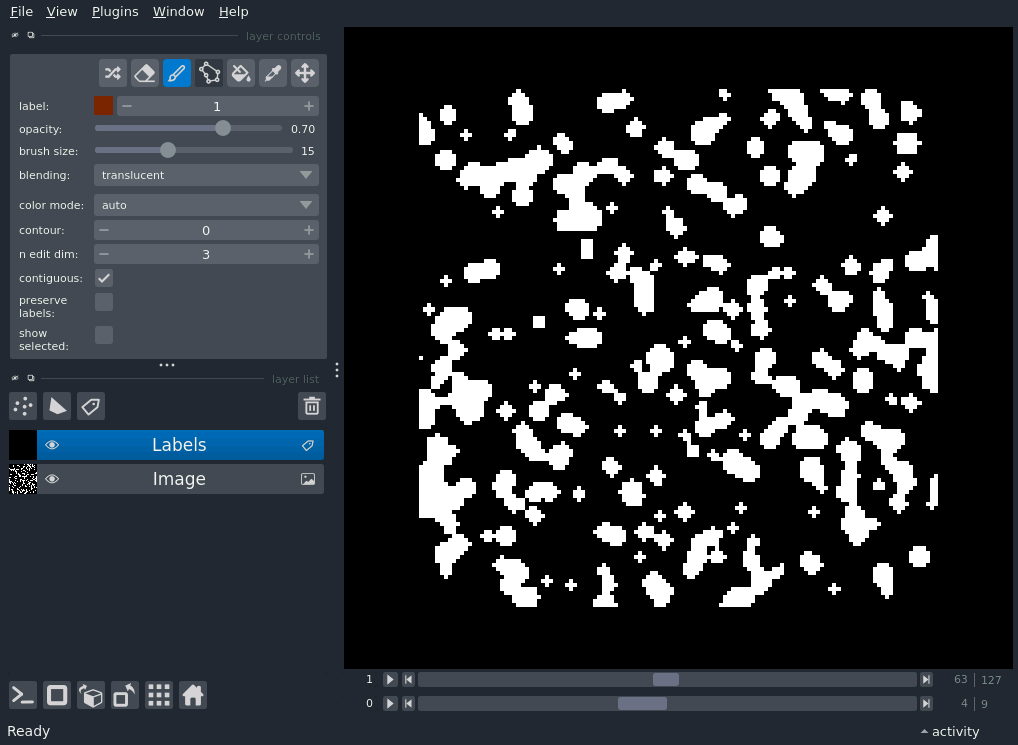 File View Plugins Window Help
layer controls
label: 1
opacity: 0.70
brush size: 15
blending: translucent
color mode: auto
contour: 0
n edit dim: 3
contiguous:
preserve
labels:
show
selected:
layer list
Labels
Image
1 63 127
0 4 9
Ready activity